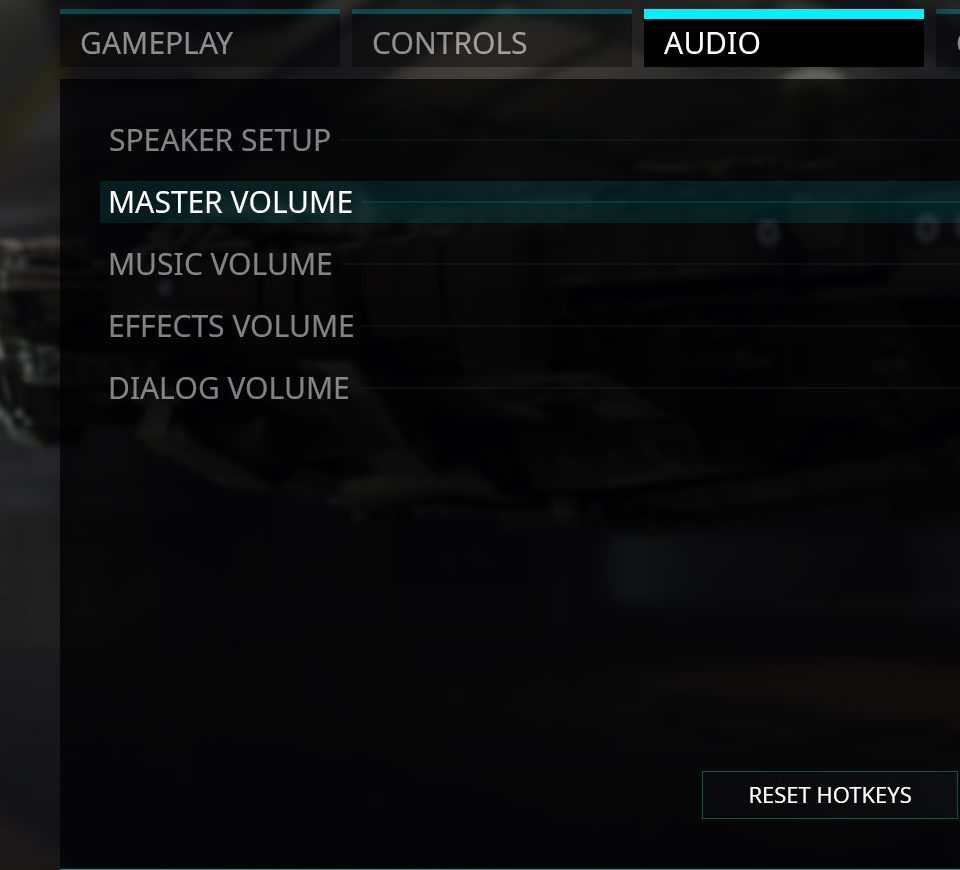 GAMEPLAY CONTROLS AUDIO
SPEAKER SETUP
MASTER VOLUME
MUSIC VOLUME
EFFECTS VOLUME
DIALOG VOLUME
RESET HOTKEYS